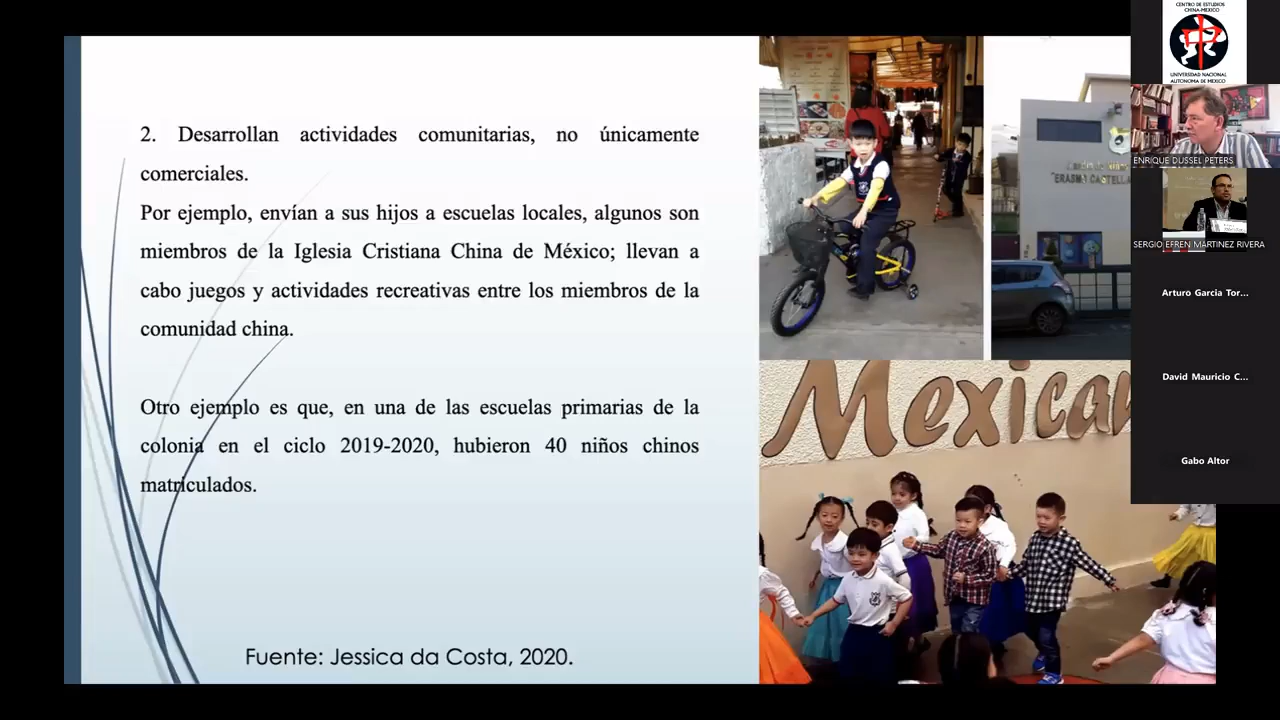 2. Desarrollan actividades comunitarias, no únicamente
comerciales.
Por ejemplo, envían a sus hijos a escuelas locales, algunos son
miembros de la Iglesia Cristiana China de México; llevan a
cabo juegos y actividades recreativas entre los miembros de la
comunidad china.
Otro ejemplo es que, en una de las escuelas primarias de la
colonia en el ciclo 2019-2020, hubieron 40 niños chinos
matriculados.
Fuente: Jessica da Costa, 2020.
"ERASMO CASTELLA
Mexican
CENTRO DE ESTUDIOS
CHINA-MEXICO
UNIVERSIDAD NACIONAL
AUTONOMA DE MEXICO
ENRIQUE DUSSEL PETERS
SERGIO EFREN MARTINEZ RIVERA
Arturo Garcia Tor...
David Mauricio C...
Gabo Altor